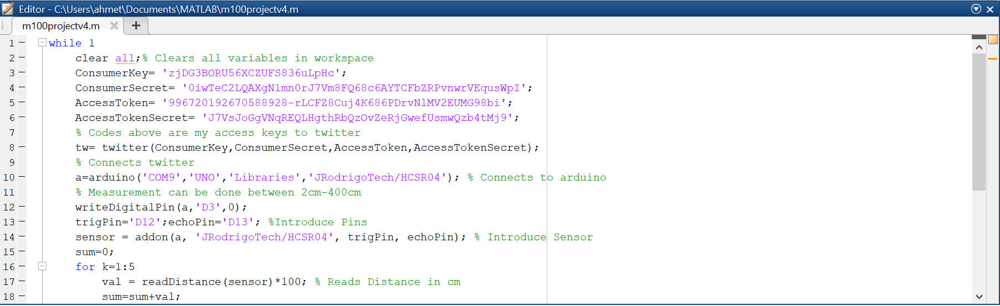 Editor - C:\Users\ahmet\Documents\MATLAB\m100projectv4.m
m100projectv4.m
1 while 1
2 clear all;% Clears all variables in workspace
3 ConsumerKey= 'zjDG3BORU56XCZUFS836uLpHc';
4 ConsumerSecret= '0iwTeC2LQAXgN1mn0rJ7Vm8FQ68c6AYTCFbZRPvnwrVEqusWpI';
5 AccessToken= '996720192670588928-rLCFZ8Cuj4K686PDrvNlMV2EUMG98bi';
6 AccessTokenSecret= 'J7VsJoGgVNqREQLHgthRbQzOvZeRjGwefUsmwQzb4tMj9';
7 % Codes above are my access keys to twitter
8 tw= twitter(ConsumerKey,ConsumerSecret,AccessToken,AccessTokenSecret);
9 % Connects twitter
10 a=arduino('COM9','UNO','Libraries','JRodrigoTech/HCSR04'); % Connects to arduino
11 % Measurement can be done between 2cm-400cm
12 writeDigitalPin(a,'D3',0);
13 trigPin='D12';echoPin='D13'; %Introduce Pins
14 sensor = addon(a, 'JRodrigoTech/HCSR04', trigPin, echoPin); % Introduce Sensor
15 sum=0;
16 for k=1:5
17 val = readDistance(sensor)*100; % Reads Distance in cm
18 sum=sum+val;